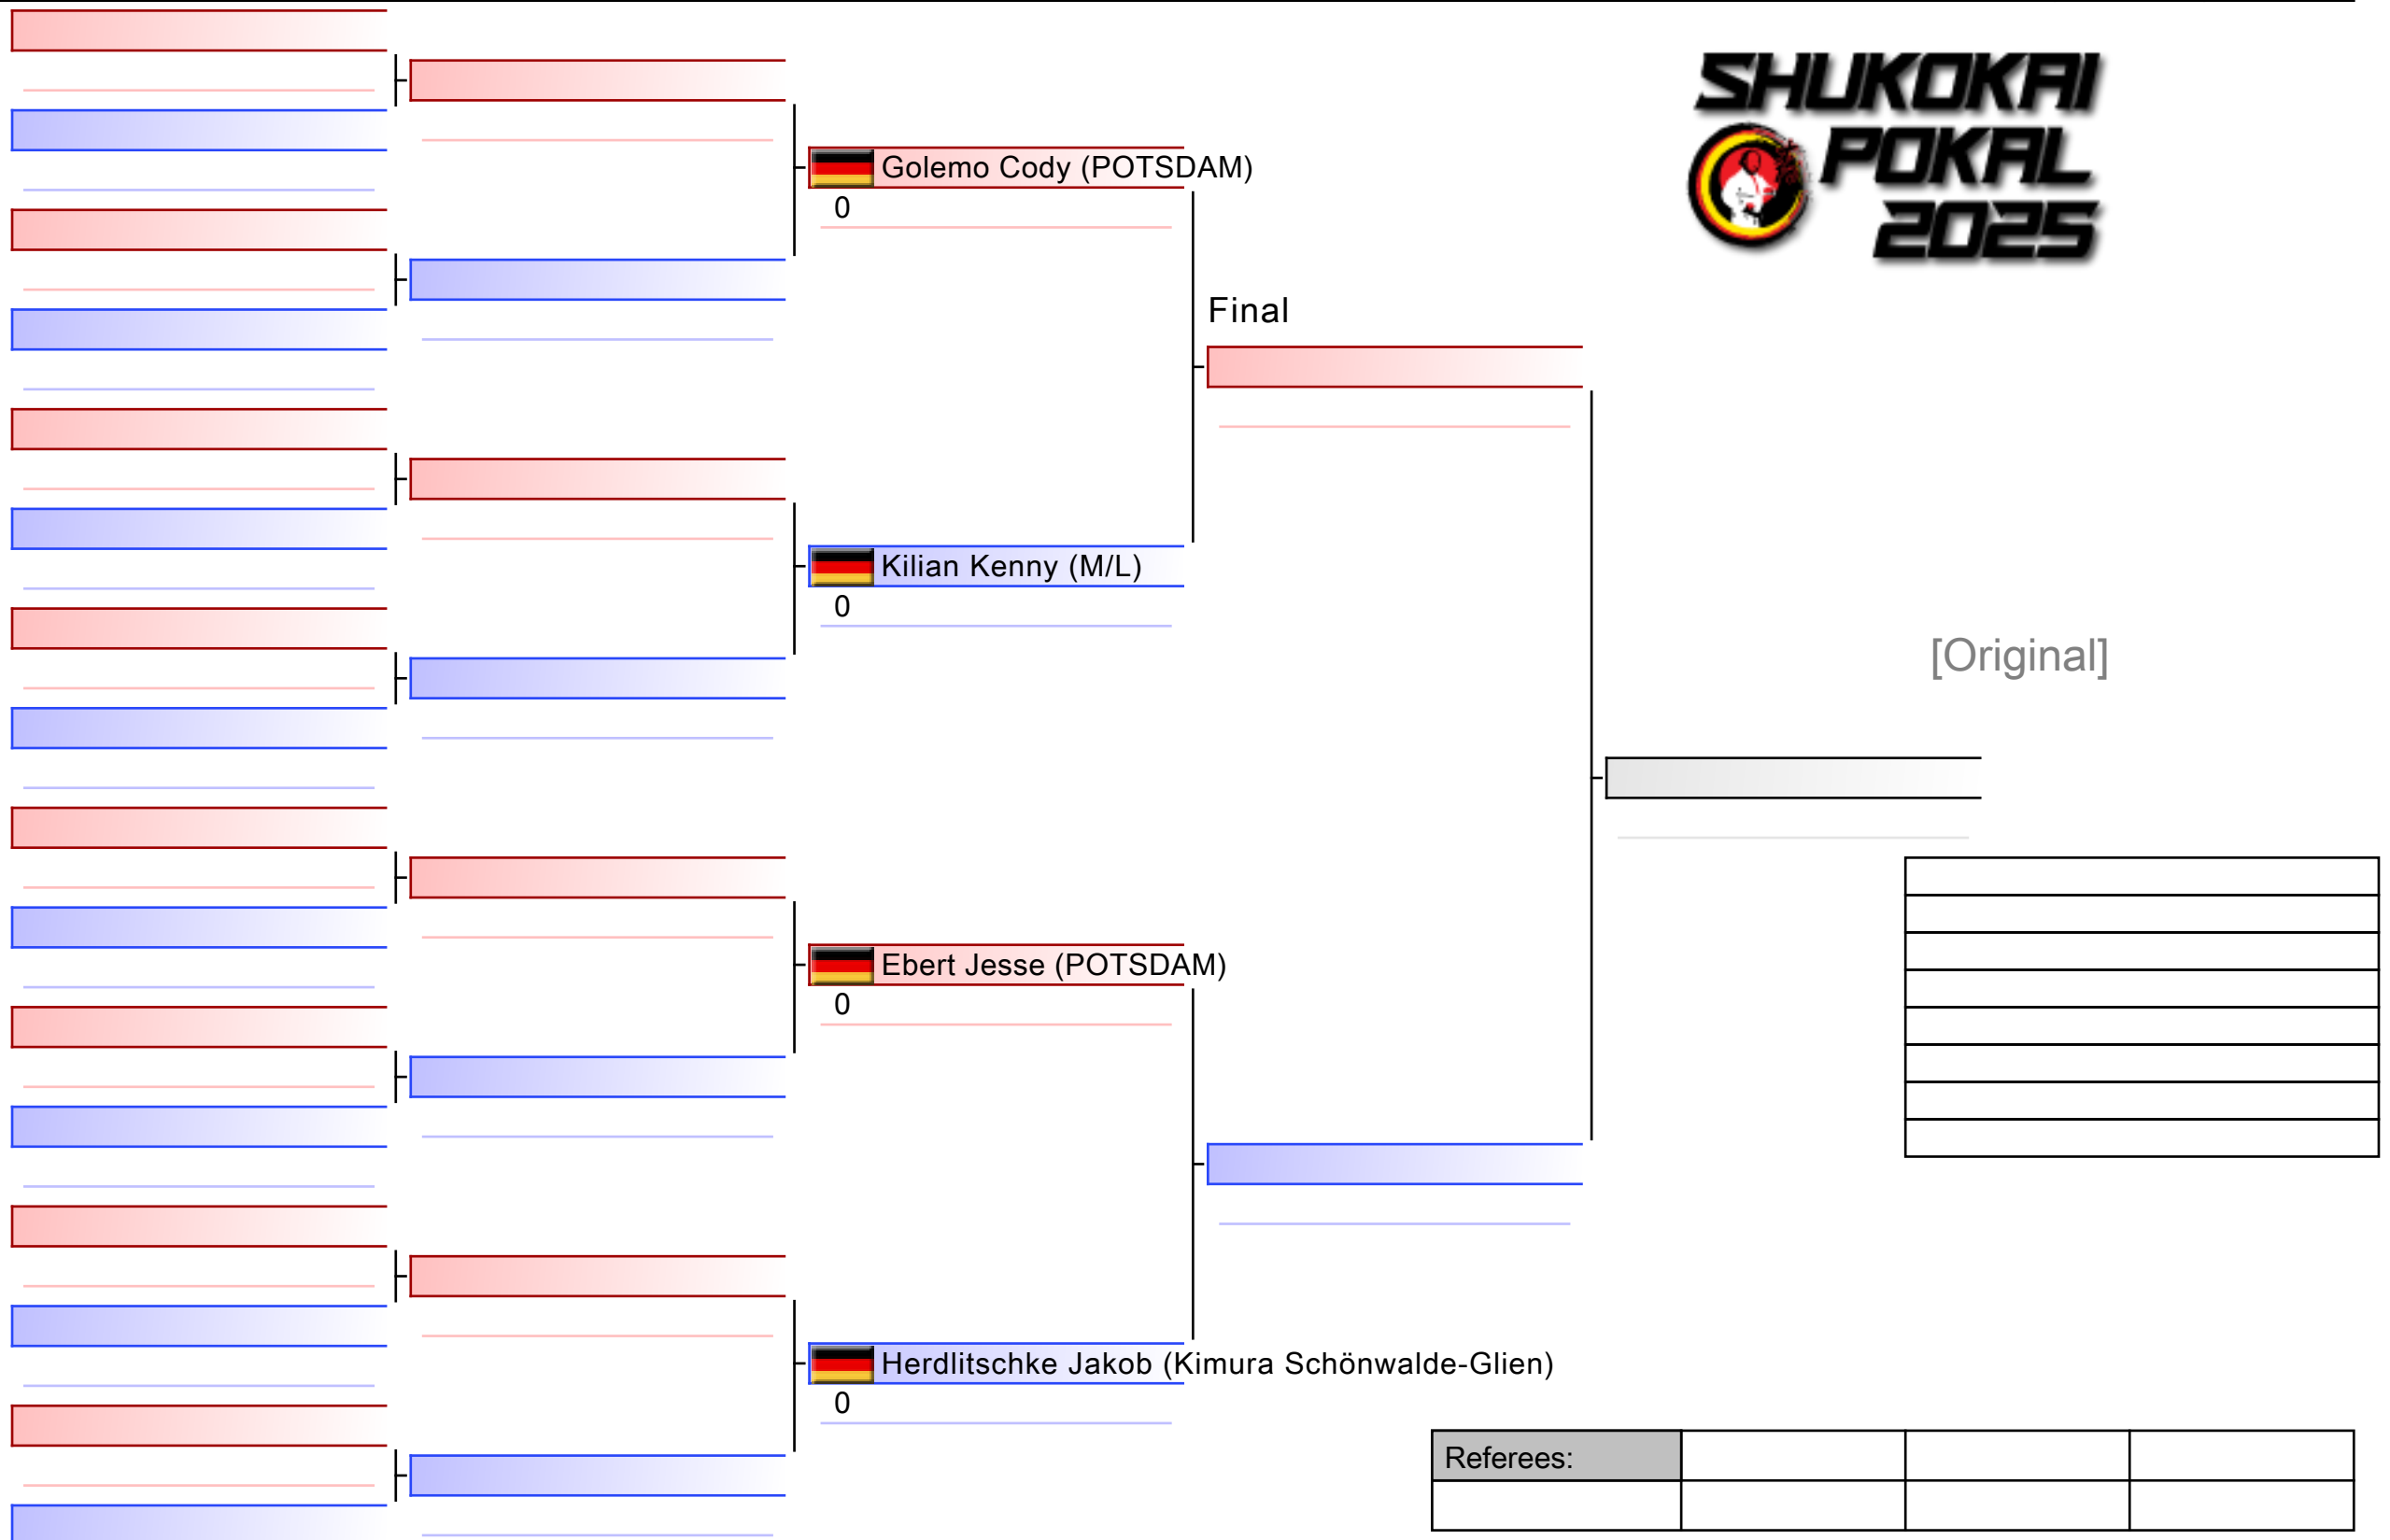 SHUKOKAI
POKAL
2025
Golemo Cody (POTSDAM)
0
Final
Kilian Kenny (M/L)
0
[Original]
Ebert Jesse (POTSDAM)
0
Herdlitschke Jakob (Kimura Schönwalde-Glien)
0
Referees: